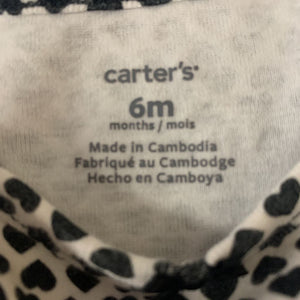 carter's
6m
months / mois
Made in Cambodia
Fabriqué au Cambodge
Hecho en Camboya